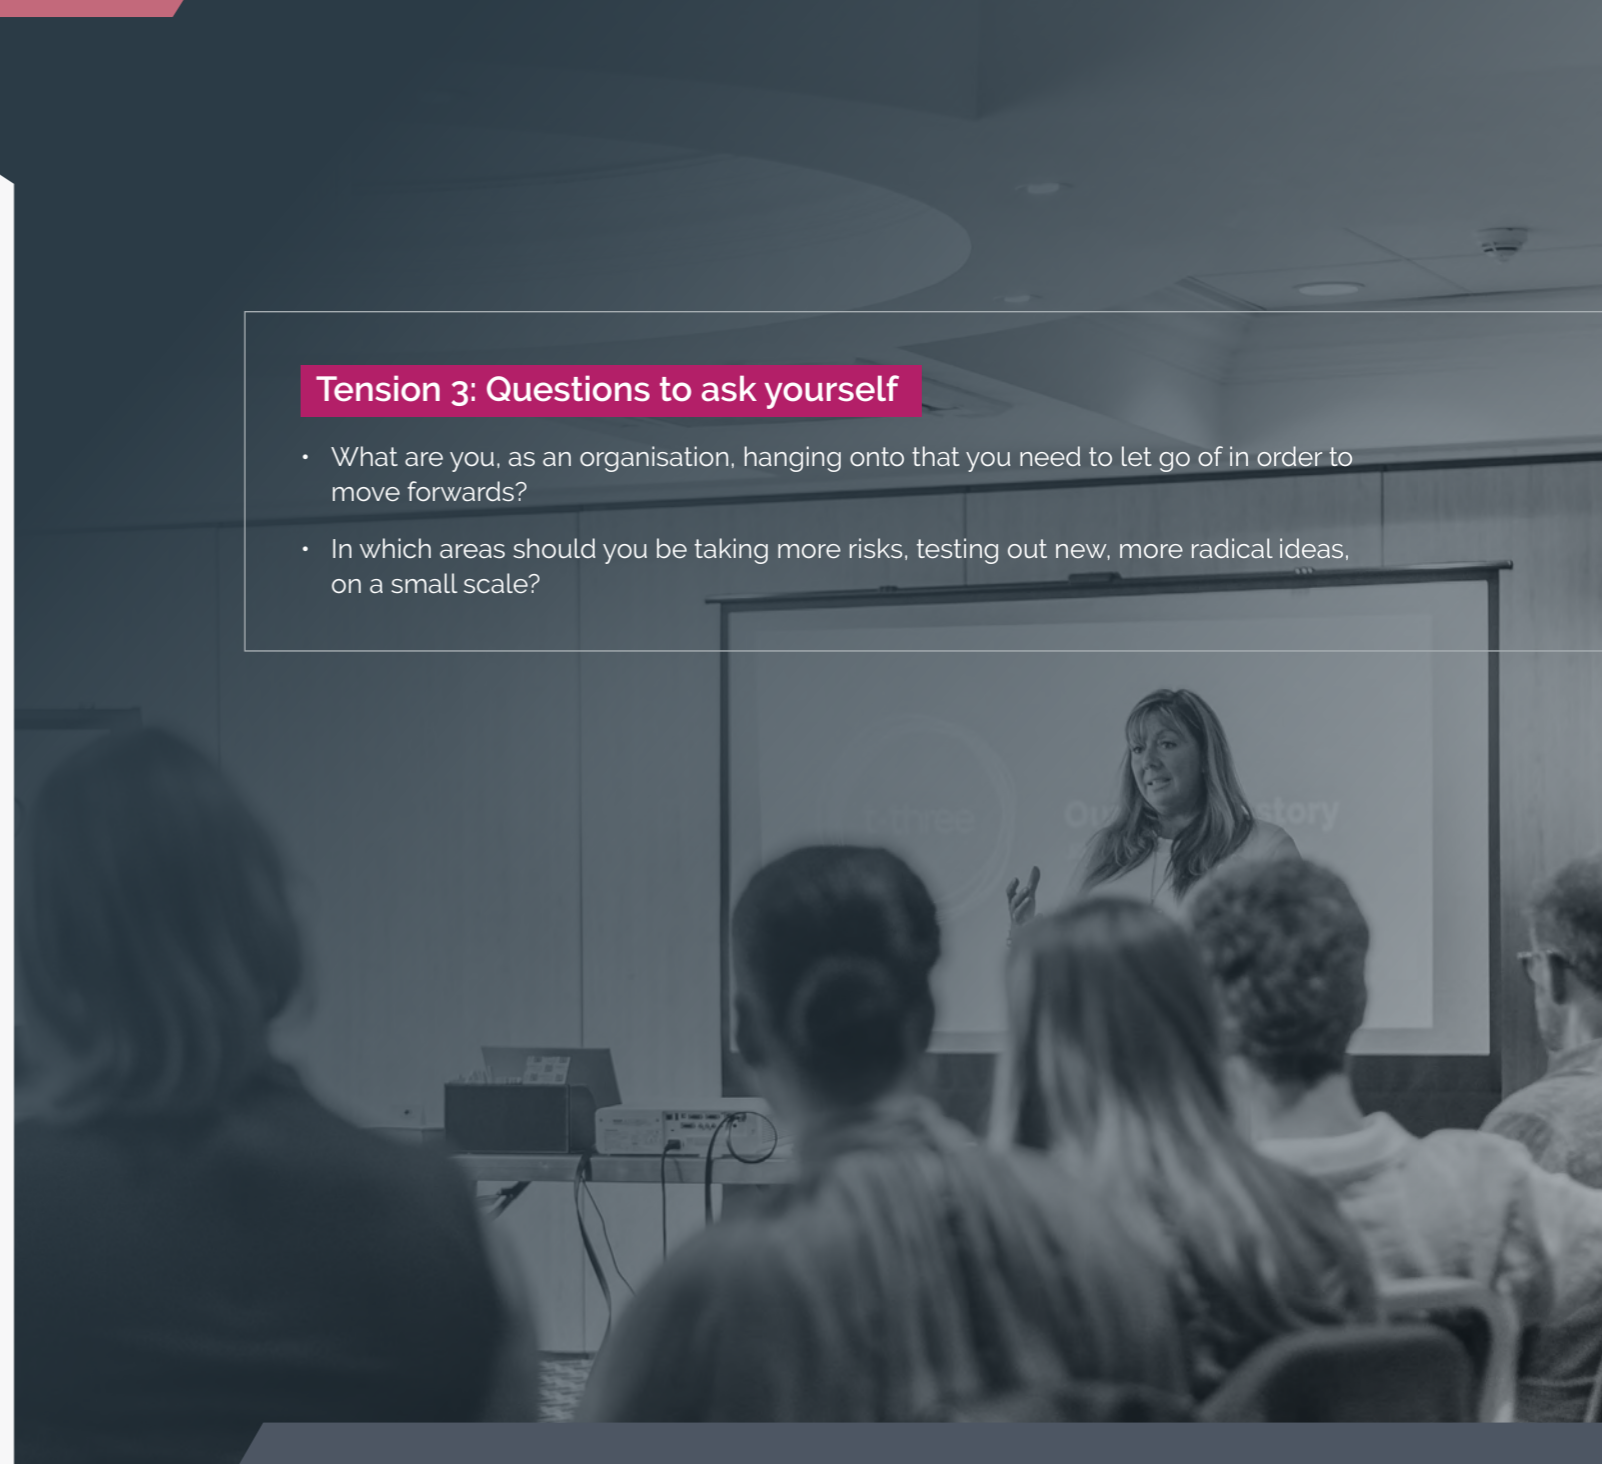 Tension 3: Questions to ask yourself
• What are you, as an organisation, hanging onto that you need to let go of in order to
move forwards?
• In which areas should you be taking more risks, testing out new, more radical ideas,
on a small scale?
t-three
story